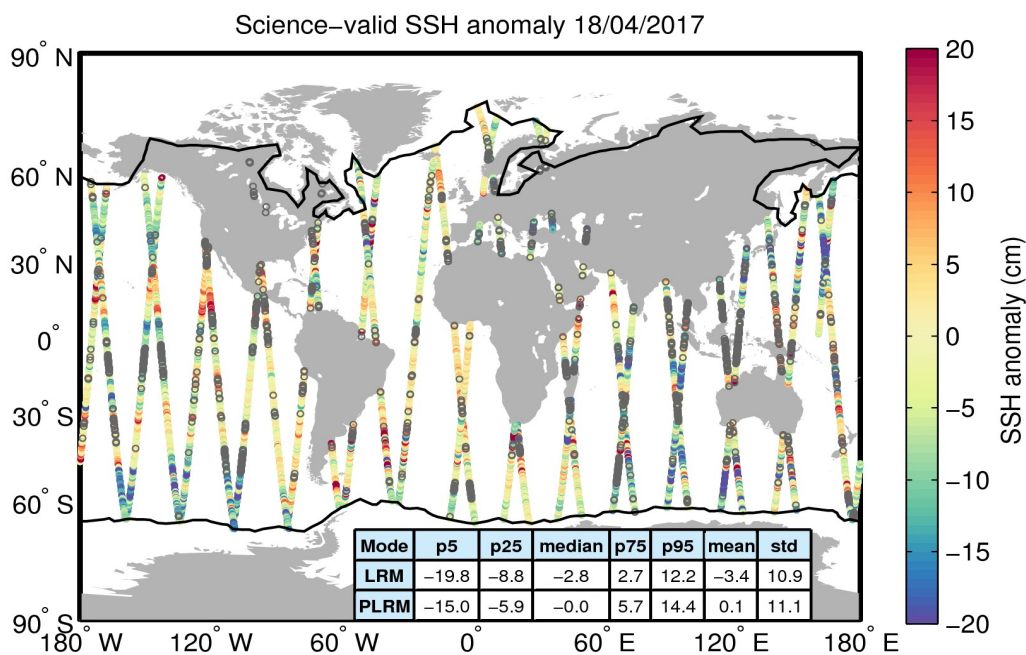 Science−valid SSH anomaly 18/04/2017
90° N
60° N
30° N
0°
30° S
60° S
90° S
180° W
120° W
60° W
0°
60° E
120° E
180° E
Mode p5 p25 median p75 p95 mean std
LRM −19.8 −8.8 −2.8 2.7 12.2 −3.4 10.9
PLRM −15.0 −5.9 −0.0 5.7 14.4 0.1 11.1
20
15
10
5
0
−5
−10
−15
−20
SSH anomaly (cm)